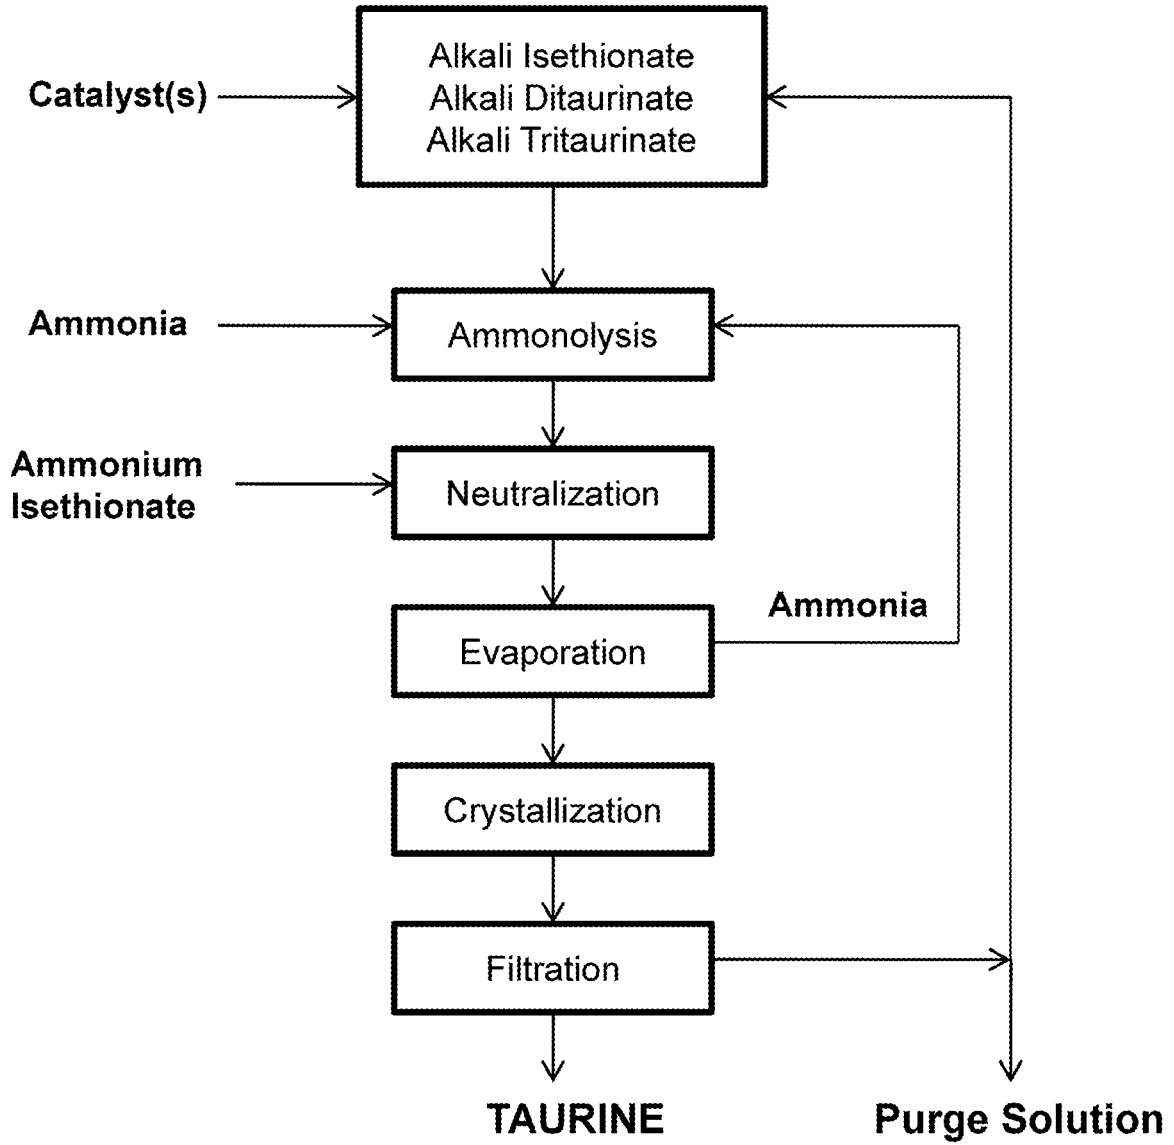 Alkali Isethionate
Catalyst(s)
Alkali Ditaurinate
Alkali Tritaurinate
Ammonia
Ammonolysis
Ammonium
Isethionate
Neutralization
Ammonia
Evaporation
Crystallization
Filtration
TAURINE
Purge Solution